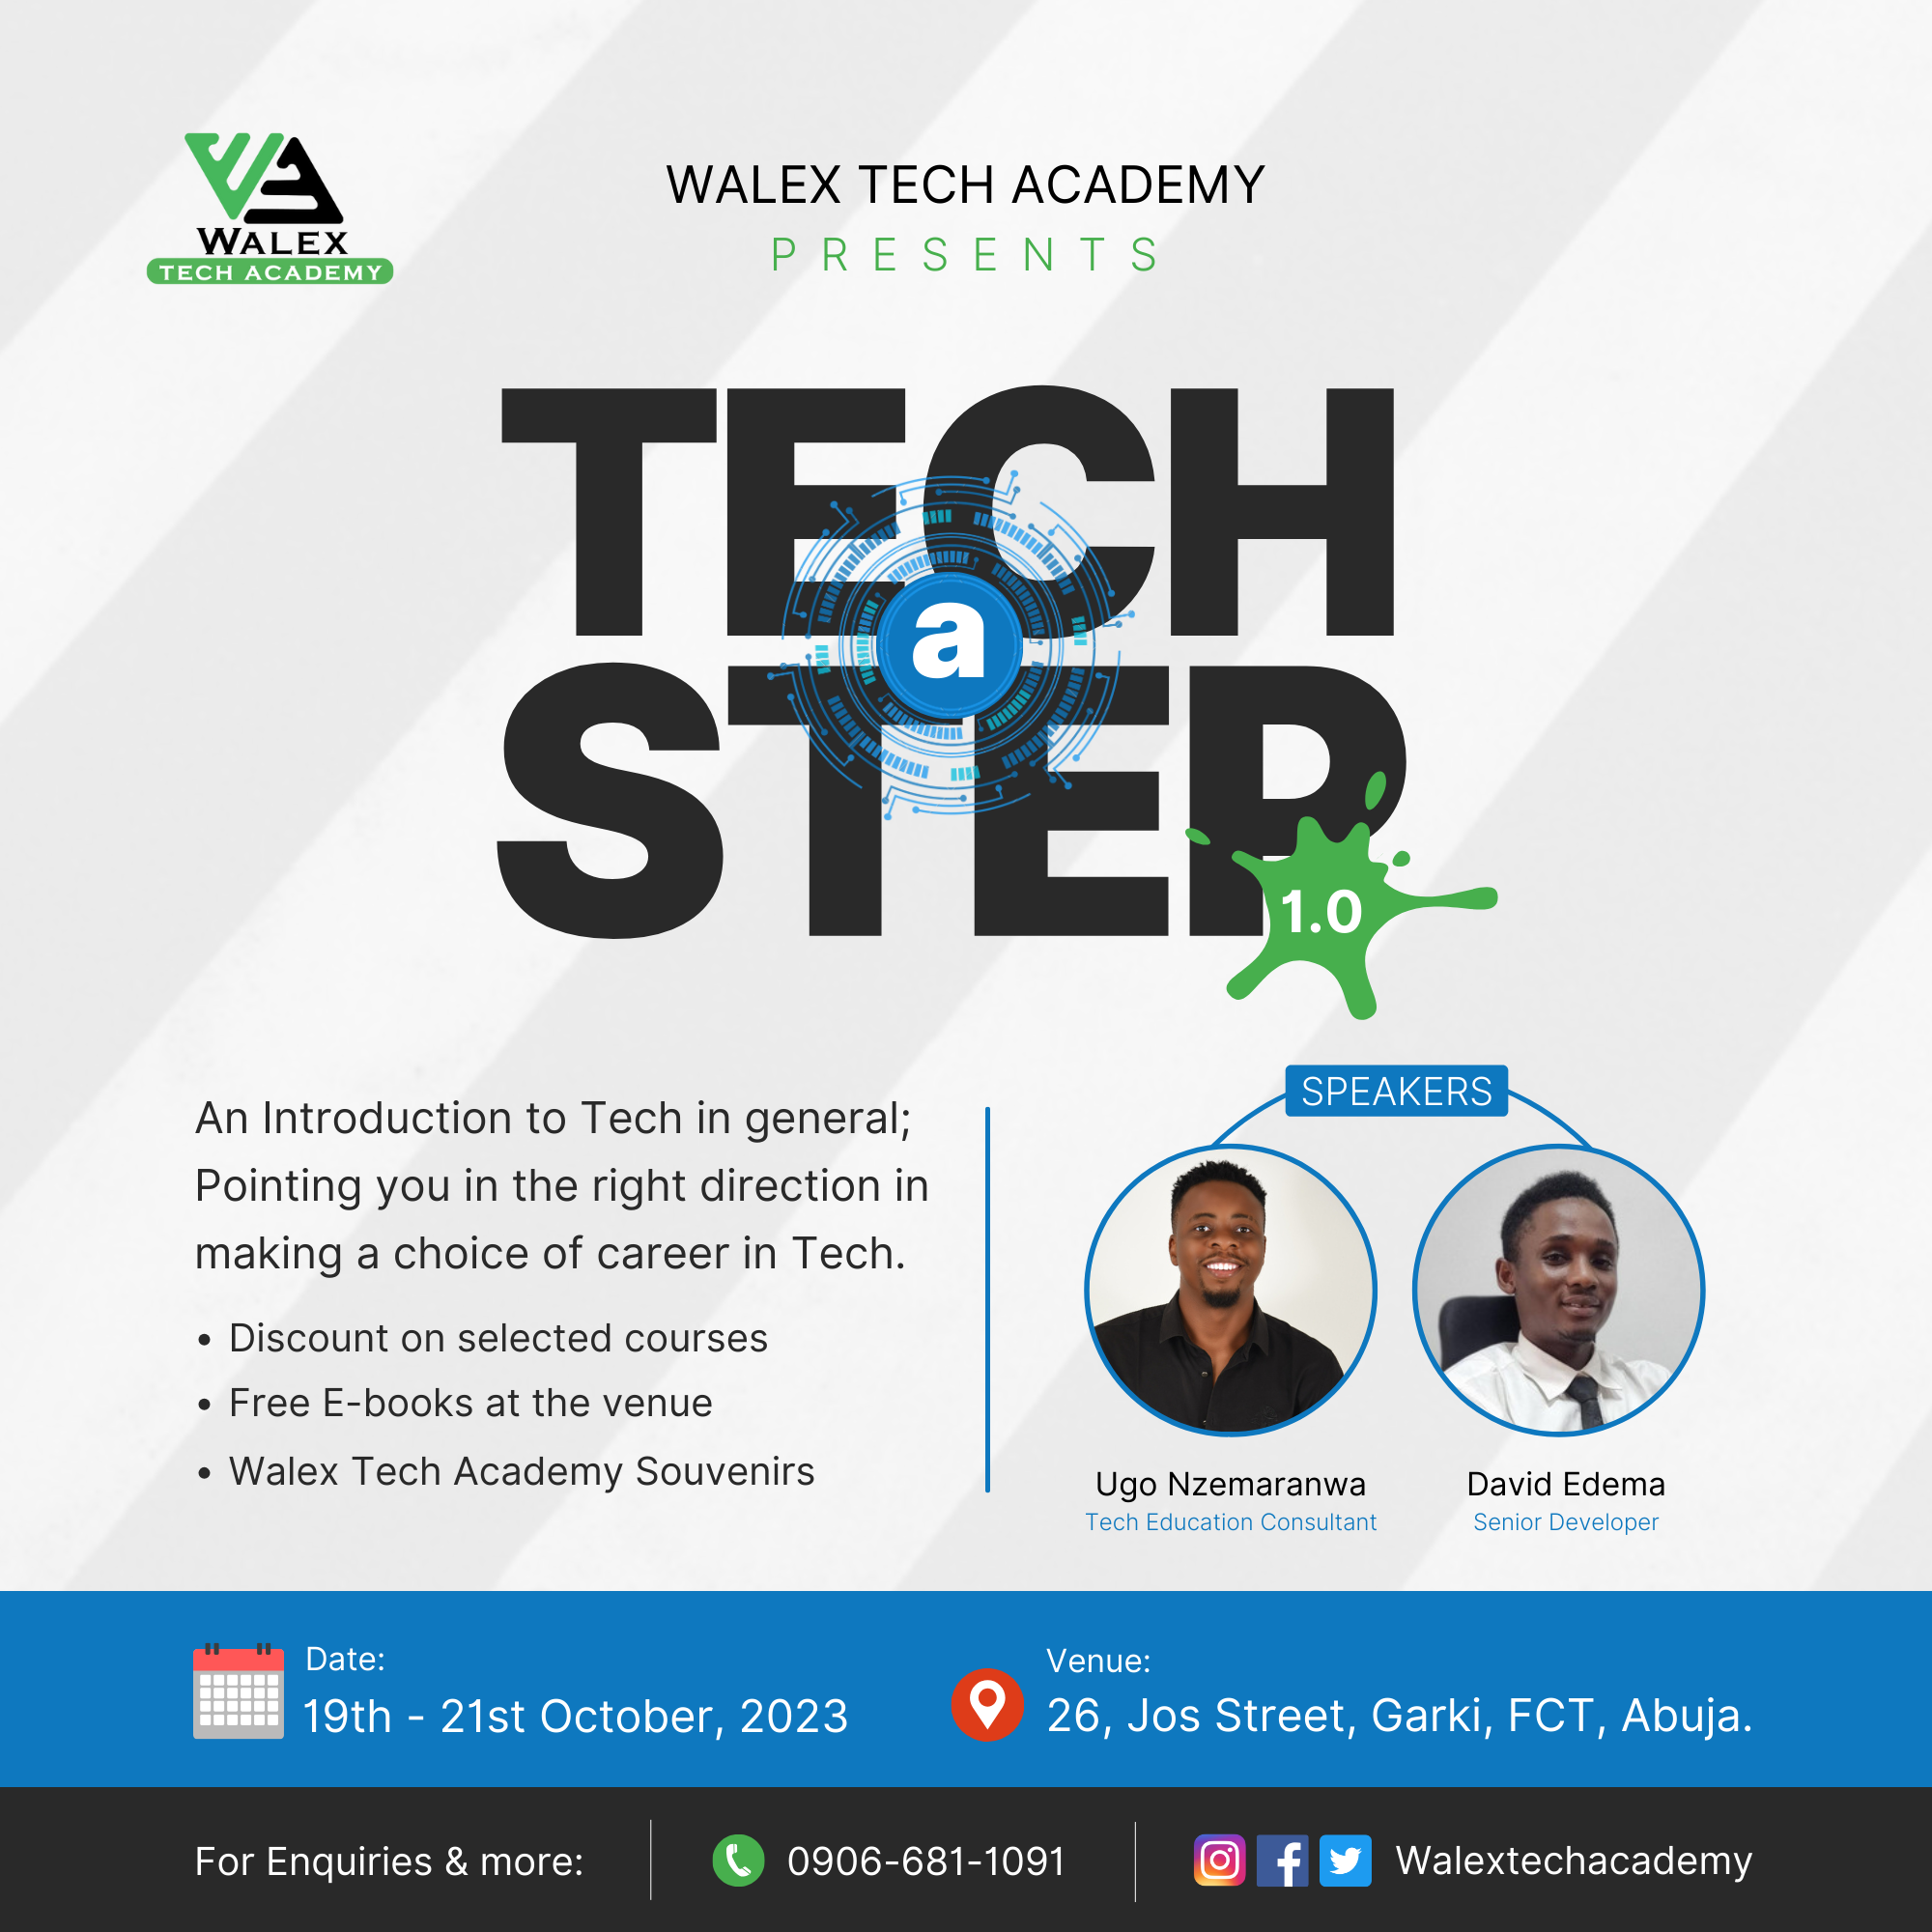 WALEX
TECH ACADEMY
WALEX TECH ACADEMY
PRESENTS
TECH
a
STEP
1.0
An Introduction to Tech in general;
Pointing you in the right direction in
making a choice of career in Tech.
• Discount on selected courses
• Free E-books at the venue
• Walex Tech Academy Souvenirs
SPEAKERS
Ugo Nzemaranwa
Tech Education Consultant
David Edema
Senior Developer
Date:
19th - 21st October, 2023
Venue:
26, Jos Street, Garki, FCT, Abuja.
For Enquiries & more:
0906-681-1091
Walextechacademy